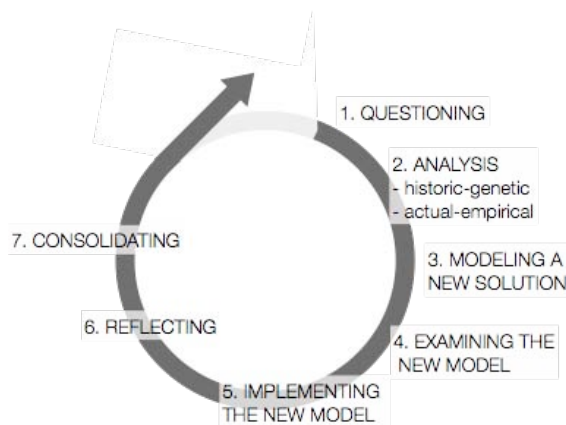 1. QUESTIONING
2. ANALYSIS
- historic-genetic
- actual-empirical
3. MODELING A
NEW SOLUTION
4. EXAMINING THE
NEW MODEL
5. IMPLEMENTING
THE NEW MODEL
6. REFLECTING
7. CONSOLIDATING